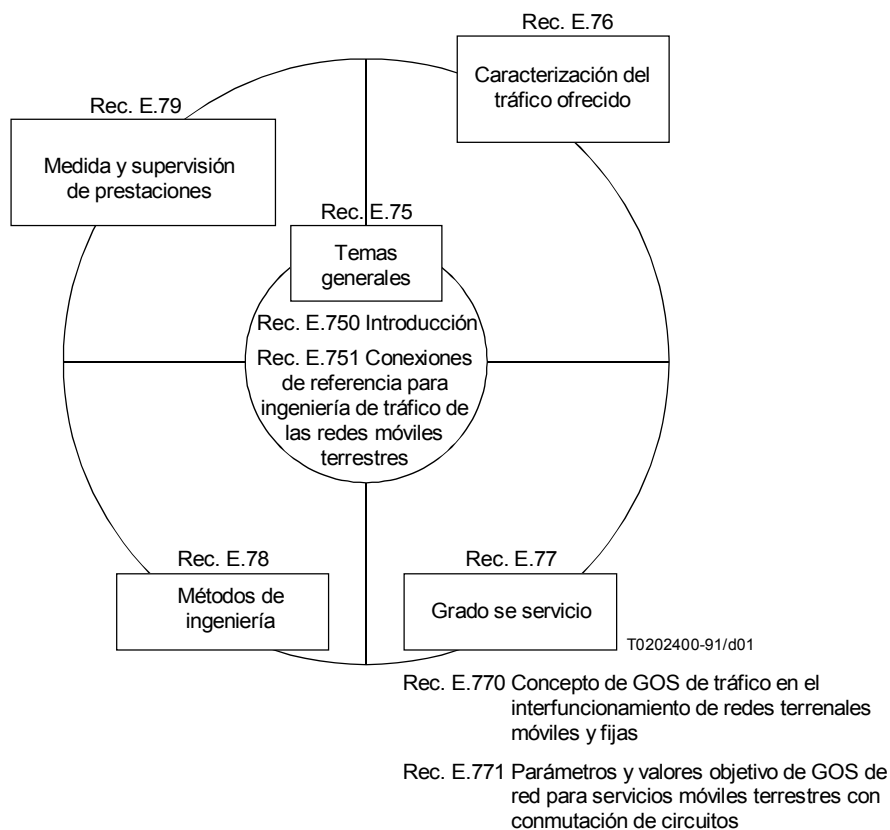 Rec. E.76
Caracterización del
tráfico ofrecido
Rec. E.79
Medida y supervisión
de prestaciones
Rec. E.75
Temas
generales
Rec. E.750 Introducción
Rec. E.751 Conexiones
de referencia para
ingeniería de tráfico de
las redes móviles
terrestres
Rec. E.78
Métodos de
ingeniería
Rec. E.77
Grado se servicio
T0202400-91/d01
Rec. E.770 Concepto de GOS de tráfico en el
interfuncionamiento de redes terrenales
móviles y fijas
Rec. E.771 Parámetros y valores objetivo de GOS de
red para servicios móviles terrestres con
conmutación de circuitos